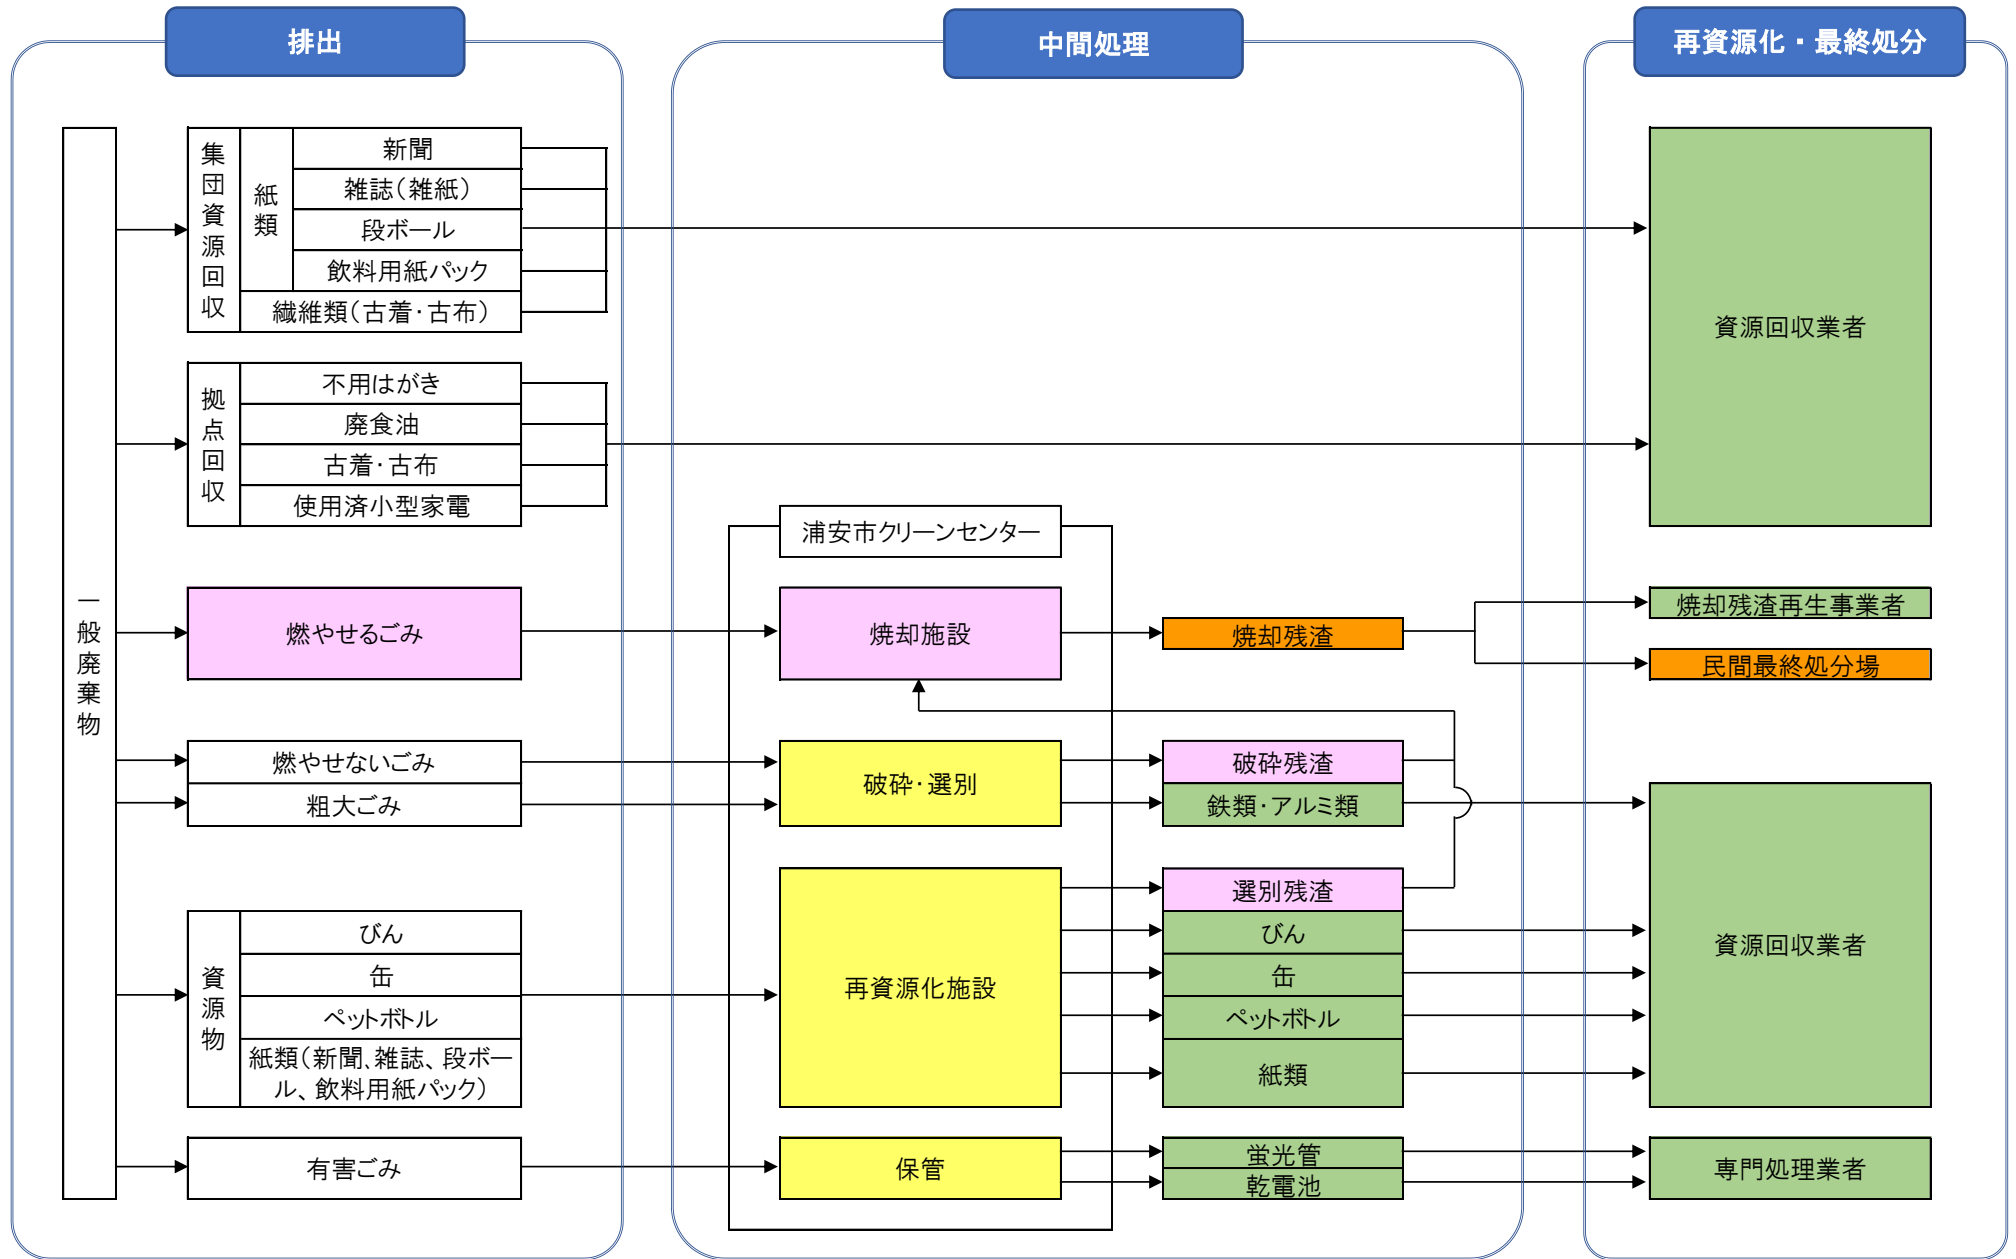 排出
中間処理
再資源化・最終処分
一般廃棄物
集団資源回収
紙類
新聞
雑誌（雑紙）
段ボール
飲料用紙パック
繊維類（古着・古布）
資源回収業者
拠点回収
不用はがき
廃食油
古着・古布
使用済小型家電
浦安市クリーンセンター
燃やせるごみ
焼却施設
焼却残渣
焼却残渣再生事業者
民間最終処分場
燃やせないごみ
粗大ごみ
破砕・選別
破砕残渣
鉄類・アルミ類
資源物
びん
缶
ペットボトル
紙類（新聞､雑誌、段ボー
ル、飲料用紙パック）
再資源化施設
選別残渣
びん
缶
ペットボトル
紙類
資源回収業者
有害ごみ
保管
蛍光管
乾電池
専門処理業者